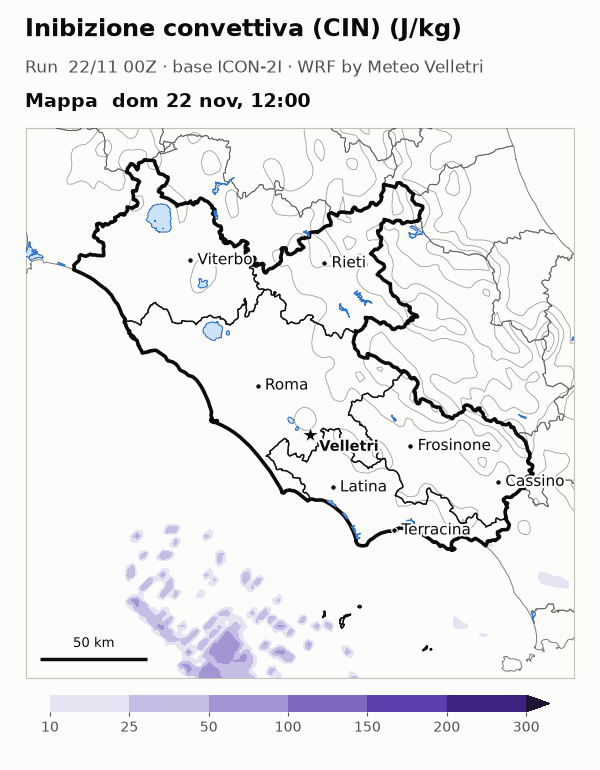 Inibizione convettiva (CIN) (J/kg)
Run 22/11 00Z · base ICON-2I · WRF by Meteo Velletri
Mappa dom 22 nov, 12:00
Viterbo
Rieti
Roma
Velletri
Frosinone
Latina
Cassino
Terracina
50 km
10 25 50 100 150 200 300